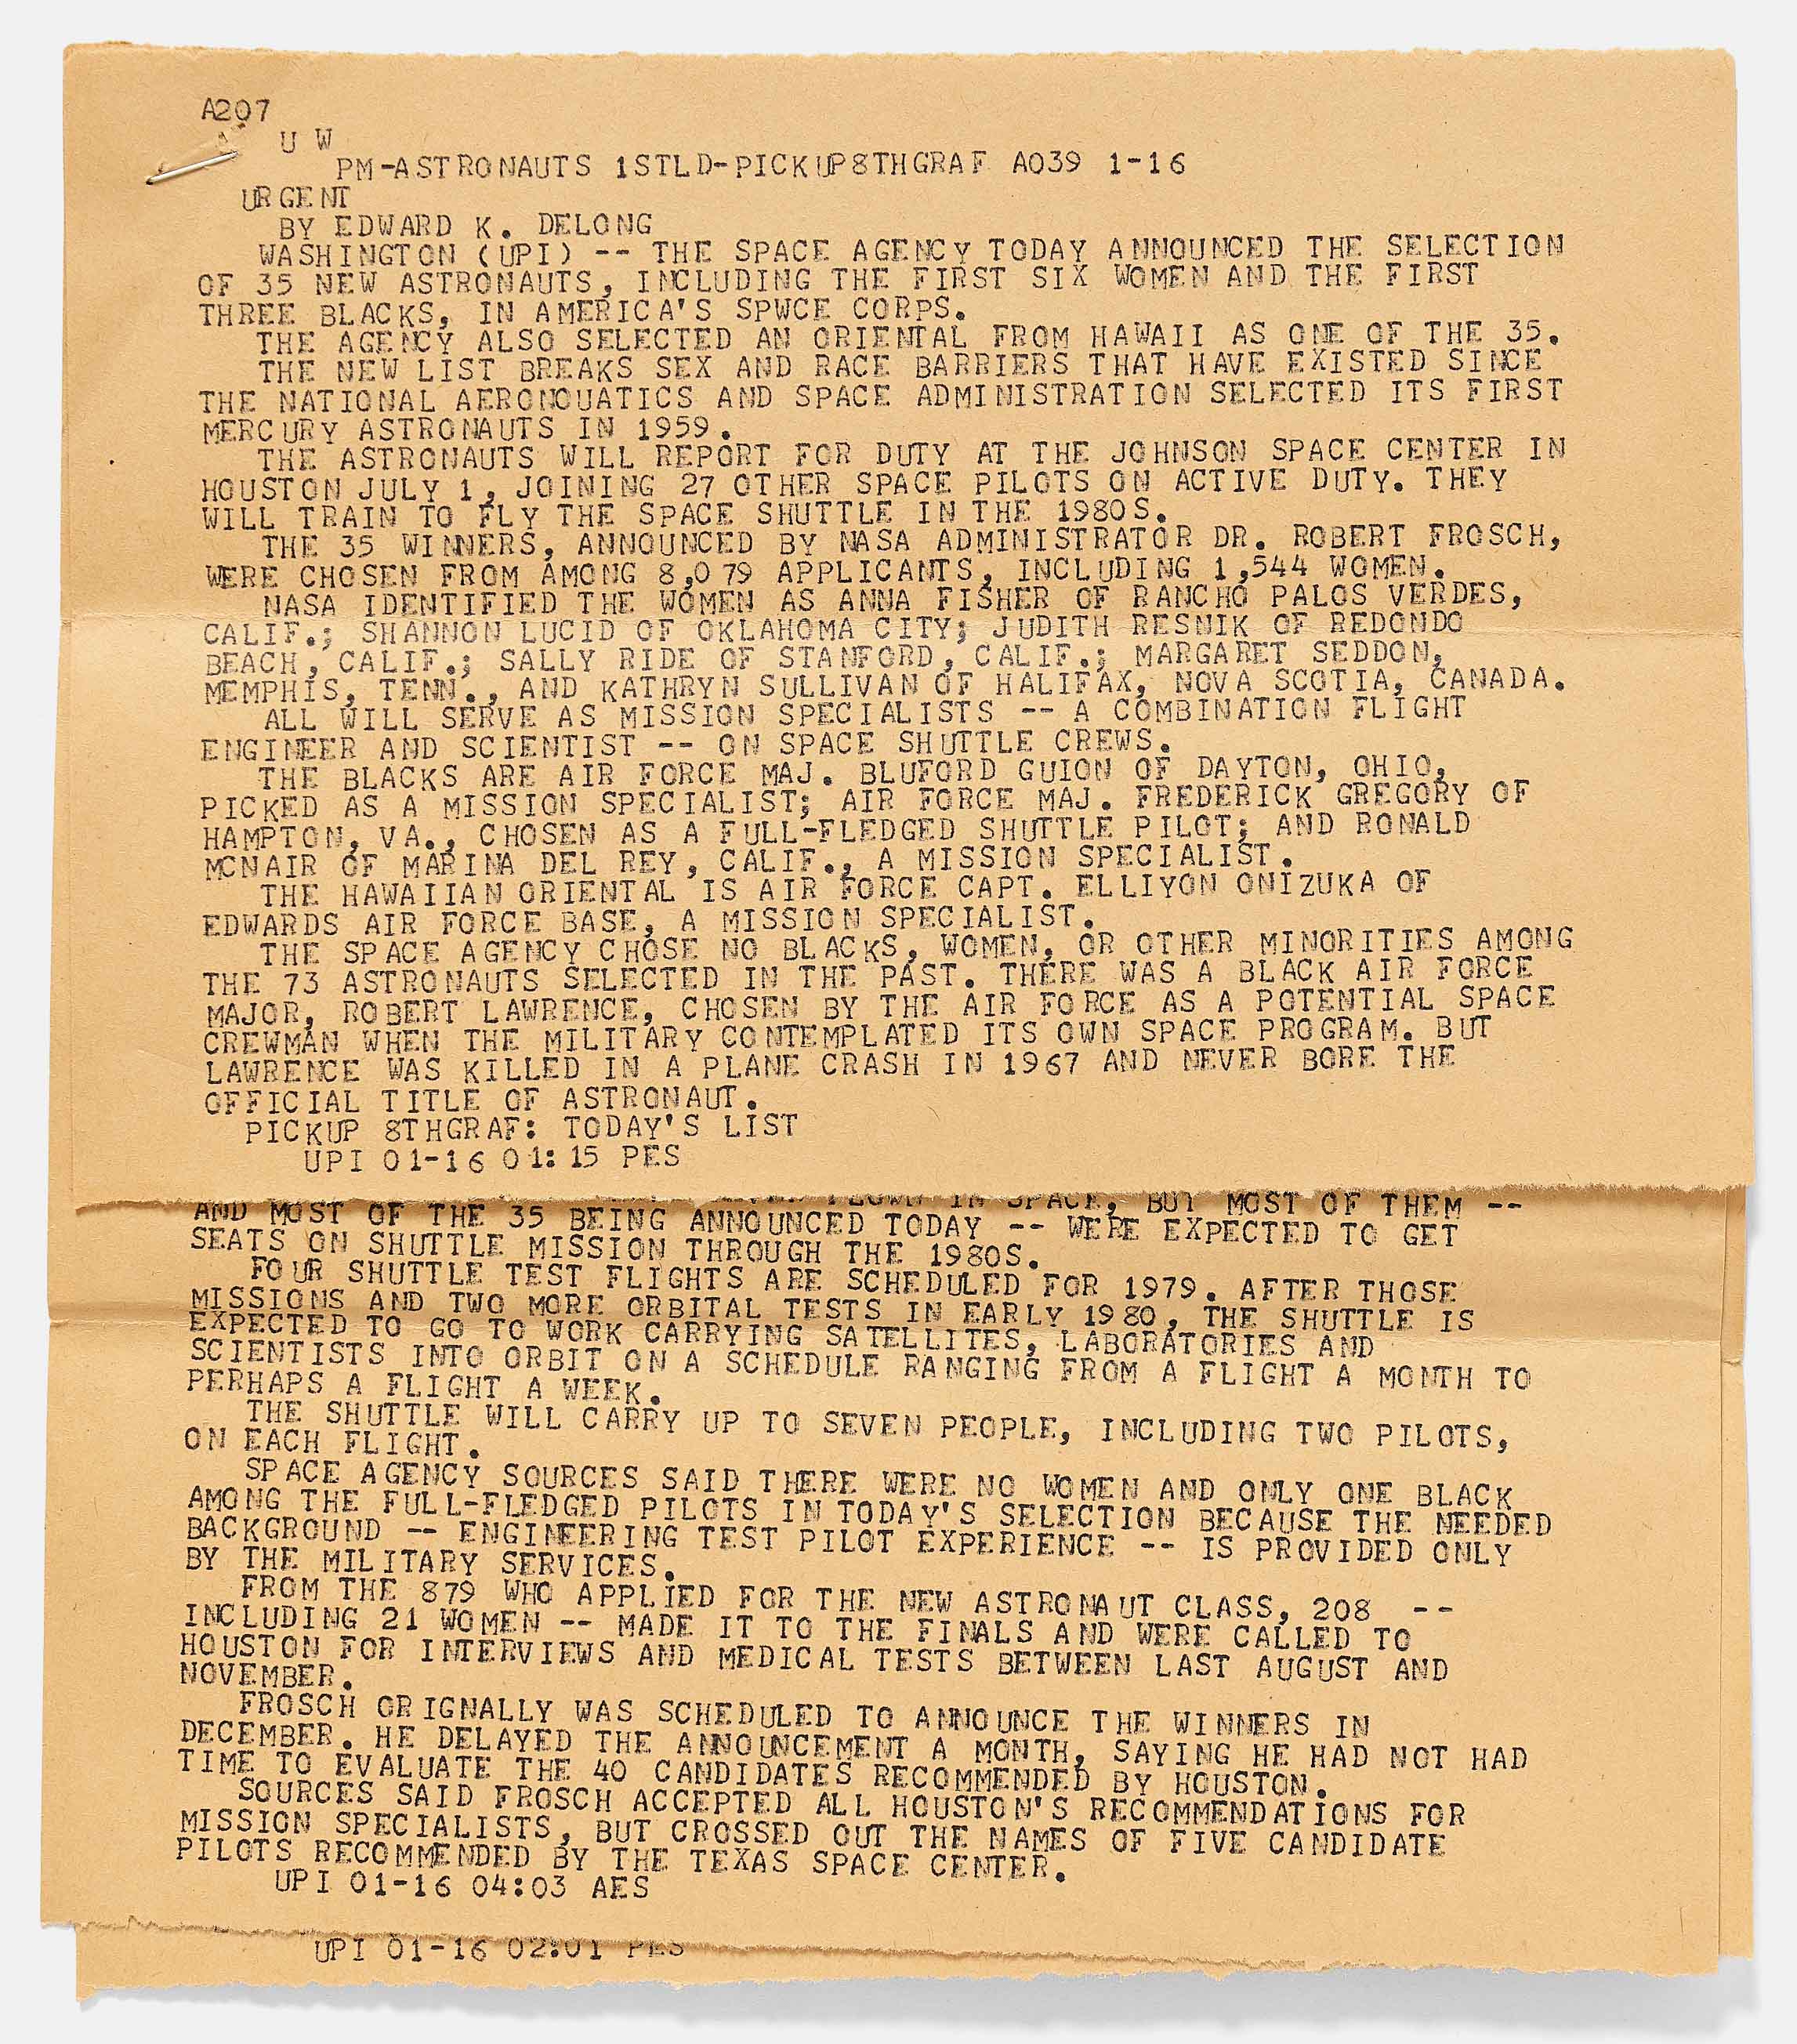 A207
U W
PM-ASTRONAUTS 1STLD-PICKUP8THGRAF A039 1-16
URGENT
BY EDWARD K. DELONG
WASHINGTON (UPI) -- THE SPACE AGENCY TODAY ANNOUNCED THE SELECTION
OF 35 NEW ASTRONAUTS, INCLUDING THE FIRST SIX WOMEN AND THE FIRST
THREE BLACKS, IN AMERICA'S SPWCE CORPS.
THE AGENCY ALSO SELECTED AN ORIENTAL FROM HAWAII AS ONE OF THE 35.
THE NEW LIST BREAKS SEX AND RACE BARRIERS THAT HAVE EXISTED SINCE
THE NATIONAL AERONOUATICS AND SPACE ADMINISTRATION SELECTED ITS FIRST
MERCURY ASTRONAUTS IN 1959.
THE ASTRONAUTS WILL REPORT FOR DUTY AT THE JOHNSON SPACE CENTER IN
HOUSTON JULY 1, JOINING 27 OTHER SPACE PILOTS ON ACTIVE DUTY. THEY
WILL TRAIN TO FLY THE SPACE SHUTTLE IN THE 1980S.
THE 35 WINNERS, ANNOUNCED BY NASA ADMINISTRATOR DR. ROBERT FROSCH,
WERE CHOSEN FROM AMONG 8,079 APPLICANTS, INCLUDING 1,544 WOMEN.
NASA IDENTIFIED THE WOMEN AS ANNA FISHER OF RANCHO PALOS VERDES,
CALIF.; SHANNON LUCID OF OKLAHOMA CITY; JUDITH RESNIK OF REDONDO
BEACH, CALIF.; SALLY RIDE OF STANFORD, CALIF.; MARGARET SEDDON,
MEMPHIS, TENN., AND KATHRYN SULLIVAN OF HALIFAX, NOVA SCOTIA, CANADA.
ALL WILL SERVE AS MISSION SPECIALISTS -- A COMBINATION FLIGHT
ENGINEER AND SCIENTIST -- ON SPACE SHUTTLE CREWS.
THE BLACKS ARE AIR FORCE MAJ. BLUFORD GUION OF DAYTON, OHIO,
PICKED AS A MISSION SPECIALIST; AIR FORCE MAJ. FREDERICK GREGORY OF
HAMPTON, VA., CHOSEN AS A FULL-FLEDGED SHUTTLE PILOT; AND RONALD
MCNAIR OF MARINA DEL REY, CALIF., A MISSION SPECIALIST.
THE HAWAIIAN ORIENTAL IS AIR FORCE CAPT. ELLIYON ONIZUKA OF
EDWARDS AIR FORCE BASE, A MISSION SPECIALIST.
THE SPACE AGENCY CHOSE NO BLACKS, WOMEN, OR OTHER MINORITIES AMONG
THE 73 ASTRONAUTS SELECTED IN THE PAST. THERE WAS A BLACK AIR FORCE
MAJOR, ROBERT LAWRENCE, CHOSEN BY THE AIR FORCE AS A POTENTIAL SPACE
CREWMAN WHEN THE MILITARY CONTEMPLATED ITS OWN SPACE PROGRAM. BUT
LAWRENCE WAS KILLED IN A PLANE CRASH IN 1967 AND NEVER BORE THE
OFFICIAL TITLE OF ASTRONAUT.
PICKUP 8THGRAF: TODAY'S LIST
UPI 01-16 01:15 PES
FLOWN IN SPACE, BUT MOST OF THEM --
AND MOST OF THE 35 BEING ANNOUNCED TODAY -- WERE EXPECTED TO GET
SEATS ON SHUTTLE MISSION THROUGH THE 1980S.
FOUR SHUTTLE TEST FLIGHTS ARE SCHEDULED FOR 1979. AFTER THOSE
MISSIONS AND TWO MORE ORBITAL TESTS IN EARLY 1980, THE SHUTTLE IS
EXPECTED TO GO TO WORK CARRYING SATELLITES, LABORATORIES AND
SCIENTISTS INTO ORBIT ON A SCHEDULE RANGING FROM A FLIGHT A MONTH TO
PERHAPS A FLIGHT A WEEK.
THE SHUTTLE WILL CARRY UP TO SEVEN PEOPLE, INCLUDING TWO PILOTS,
ON EACH FLIGHT.
SPACE AGENCY SOURCES SAID THERE WERE NO WOMEN AND ONLY ONE BLACK
AMONG THE FULL-FLEDGED PILOTS IN TODAY'S SELECTION BECAUSE THE NEEDED
BACKGROUND -- ENGINEERING TEST PILOT EXPERIENCE -- IS PROVIDED ONLY
BY THE MILITARY SERVICES.
FROM THE 879 WHO APPLIED FOR THE NEW ASTRONAUT CLASS, 208 --
INCLUDING 21 WOMEN -- MADE IT TO THE FINALS AND WERE CALLED TO
HOUSTON FOR INTERVIEWS AND MEDICAL TESTS BETWEEN LAST AUGUST AND
NOVEMBER.
FROSCH ORIGNALLY WAS SCHEDULED TO ANNOUNCE THE WINNERS IN
DECEMBER. HE DELAYED THE ANNOUNCEMENT A MONTH, SAYING HE HAD NOT HAD
TIME TO EVALUATE THE 40 CANDIDATES RECOMMENDED BY HOUSTON.
SOURCES SAID FROSCH ACCEPTED ALL HOUSTON'S RECOMMENDATIONS FOR
MISSION SPECIALISTS, BUT CROSSED OUT THE NAMES OF FIVE CANDIDATE
PILOTS RECOMMENDED BY THE TEXAS SPACE CENTER.
UPI 01-16 04:03 AES
UPI 01-16 02:01 PES